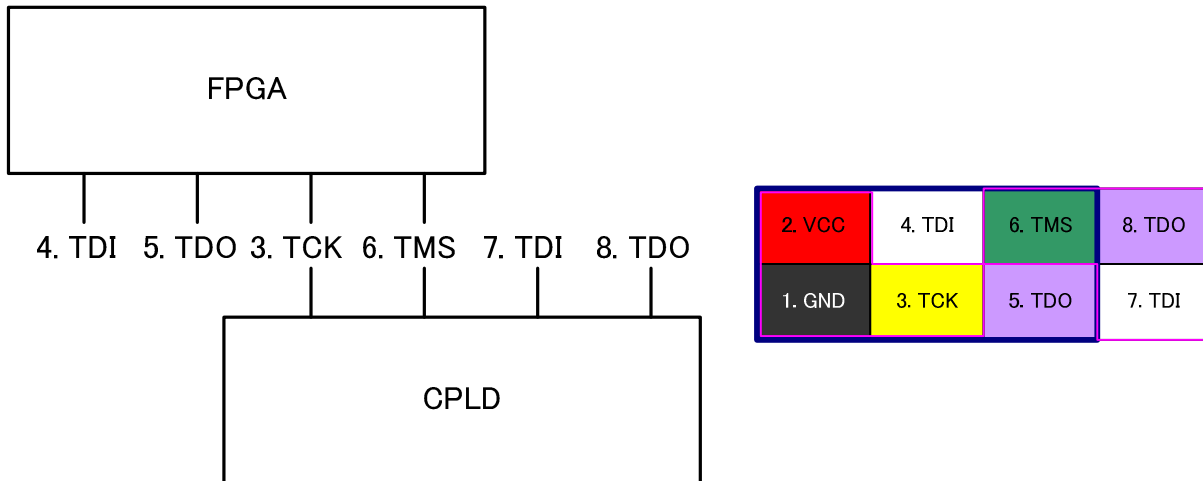 FPGA
4. TDI 5. TDO 3. TCK 6. TMS 7. TDI 8. TDO
CPLD
2. VCC 4. TDI 6. TMS 8. TDO
1. GND 3. TCK 5. TDO 7. TDI